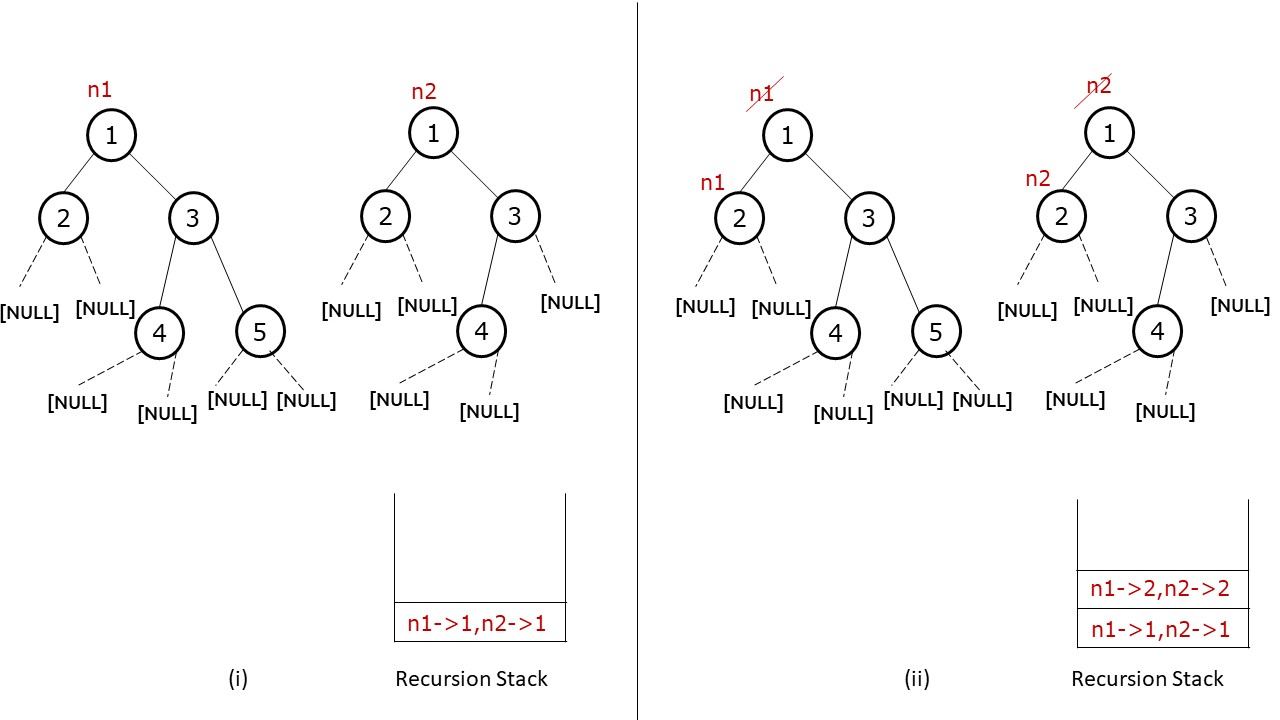 n1
n2
1
1
2
3
2
3
[NULL]
[NULL]
[NULL]
[NULL]
[NULL]
4
5
4
[NULL]
[NULL]
[NULL]
[NULL]
[NULL]
[NULL]
n1->1,n2->1
(i)
Recursion Stack
n1
n2
1
1
n1
n2
2
3
2
3
[NULL]
[NULL]
[NULL]
[NULL]
[NULL]
4
5
4
[NULL]
[NULL]
[NULL]
[NULL]
[NULL]
[NULL]
n1->2,n2->2
n1->1,n2->1
(ii)
Recursion Stack